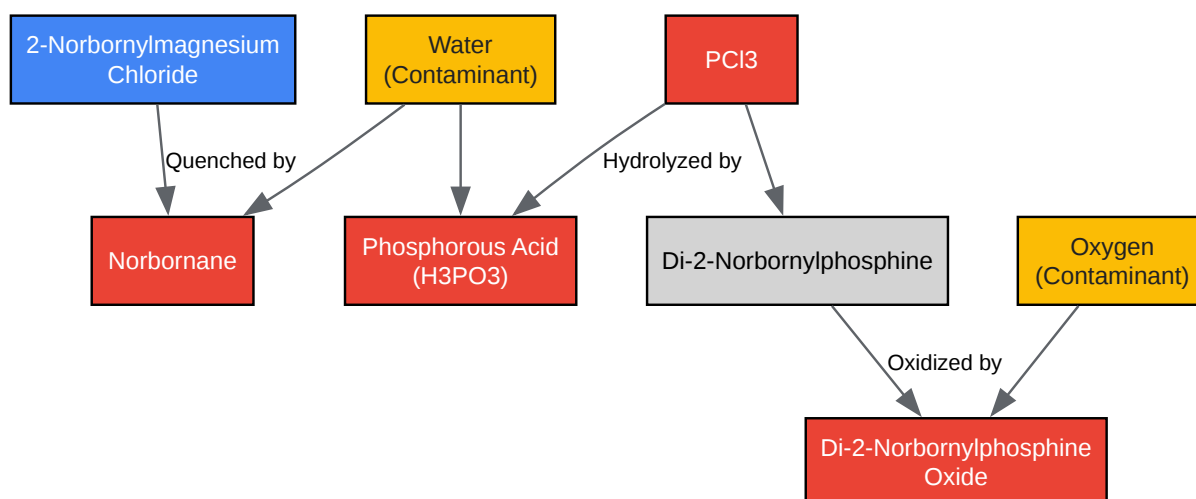 2-Norbornylmagnesium
Chloride
Water
(Contaminant)
PCl3
Quenched by
Hydrolyzed by
Norbornane
Phosphorous Acid
(H3PO3)
Di-2-Norbornylphosphine
Oxygen
(Contaminant)
Oxidized by
Di-2-Norbornylphosphine
Oxide